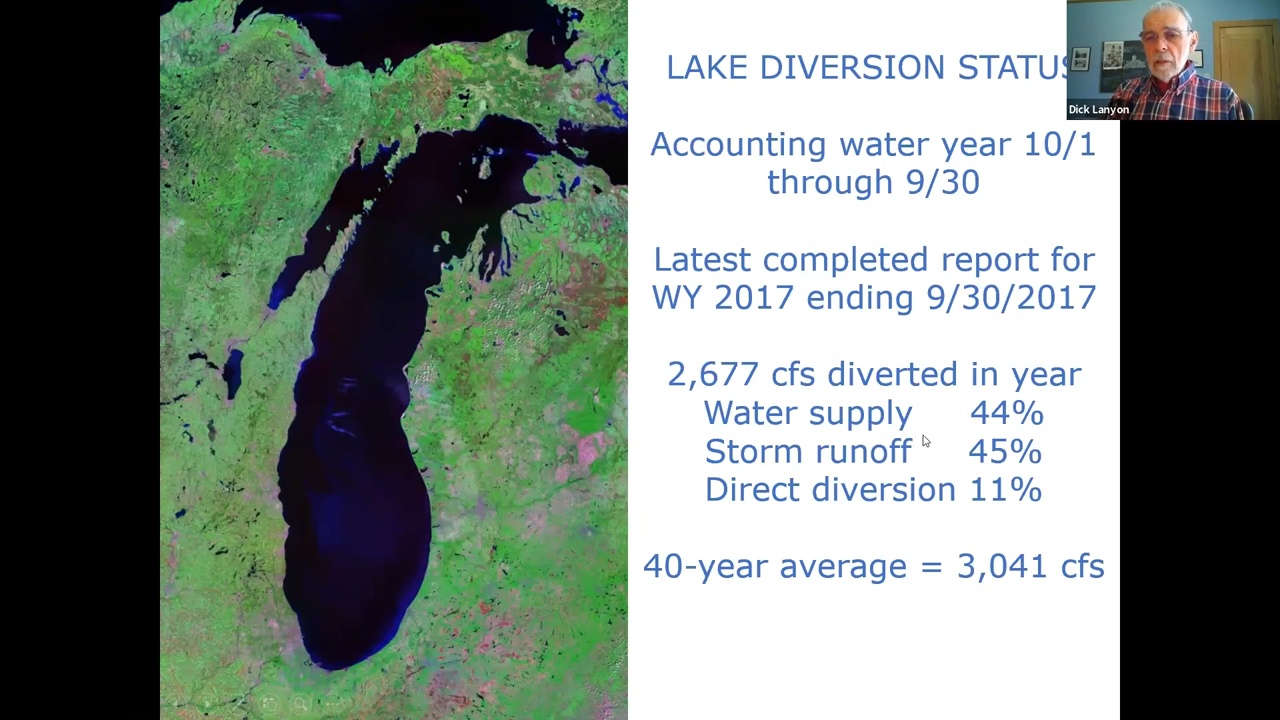 LAKE DIVERSION STATUS
Dick Lanyon
Accounting water year 10/1
through 9/30
Latest completed report for
WY 2017 ending 9/30/2017
2,677 cfs diverted in year
Water supply 44%
Storm runoff 45%
Direct diversion 11%
40-year average = 3,041 cfs